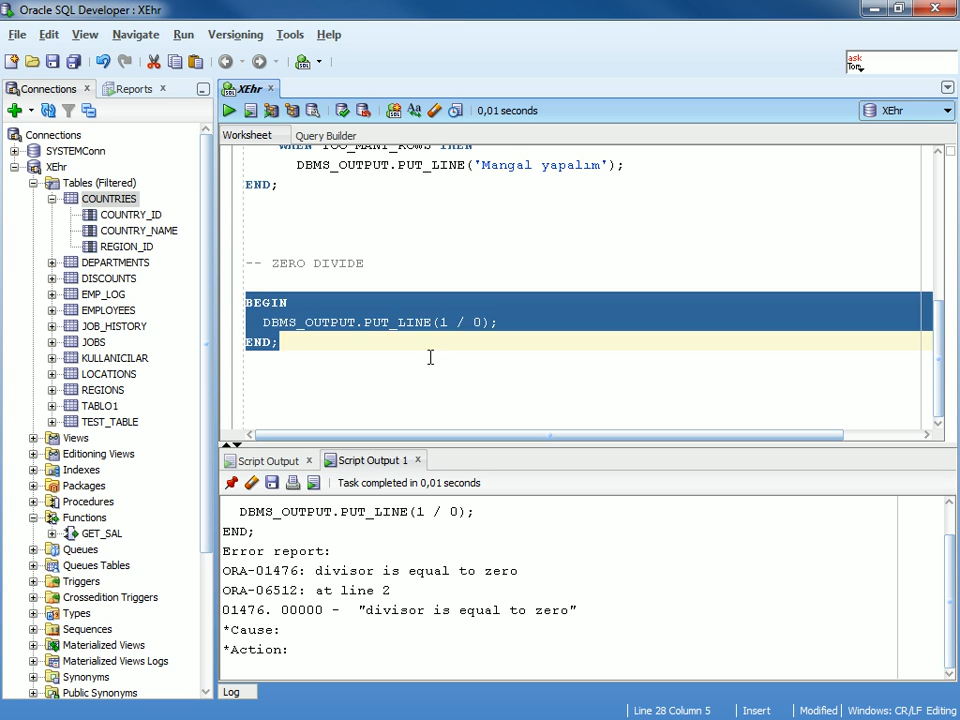 Oracle SQL Developer : XEhr
File Edit View Navigate Run Versioning Tools Help
ask
Tom
Connections
Reports
XEhr
0,01 seconds
XEhr
Worksheet
Query Builder
Connections
SYSTEMConn
XEhr
Tables (Filtered)
COUNTRIES
COUNTRY_ID
COUNTRY_NAME
REGION_ID
DEPARTMENTS
DISCOUNTS
EMP_LOG
EMPLOYEES
JOB_HISTORY
JOBS
KULLANICILAR
LOCATIONS
REGIONS
TABLO1
TEST_TABLE
Views
Editioning Views
Indexes
Packages
Procedures
Functions
GET_SAL
Queues
Queues Tables
Triggers
Crossedition Triggers
Types
Sequences
Materialized Views
Materialized Views Logs
Synonyms
Public Synonyms
WHEN TOO_MANY_ROWS THEN
DBMS_OUTPUT.PUT_LINE('Mangal yapalım');
END;
-- ZERO DIVIDE
BEGIN
DBMS_OUTPUT.PUT_LINE(1 / 0);
END;
Script Output
Script Output 1
Task completed in 0,01 seconds
DBMS_OUTPUT.PUT_LINE(1 / 0);
END;
Error report:
ORA-01476: divisor is equal to zero
ORA-06512: at line 2
01476. 00000 - "divisor is equal to zero"
*Cause:
*Action:
Log
Line 28 Column 5
Insert
Modified
Windows: CR/LF Editing